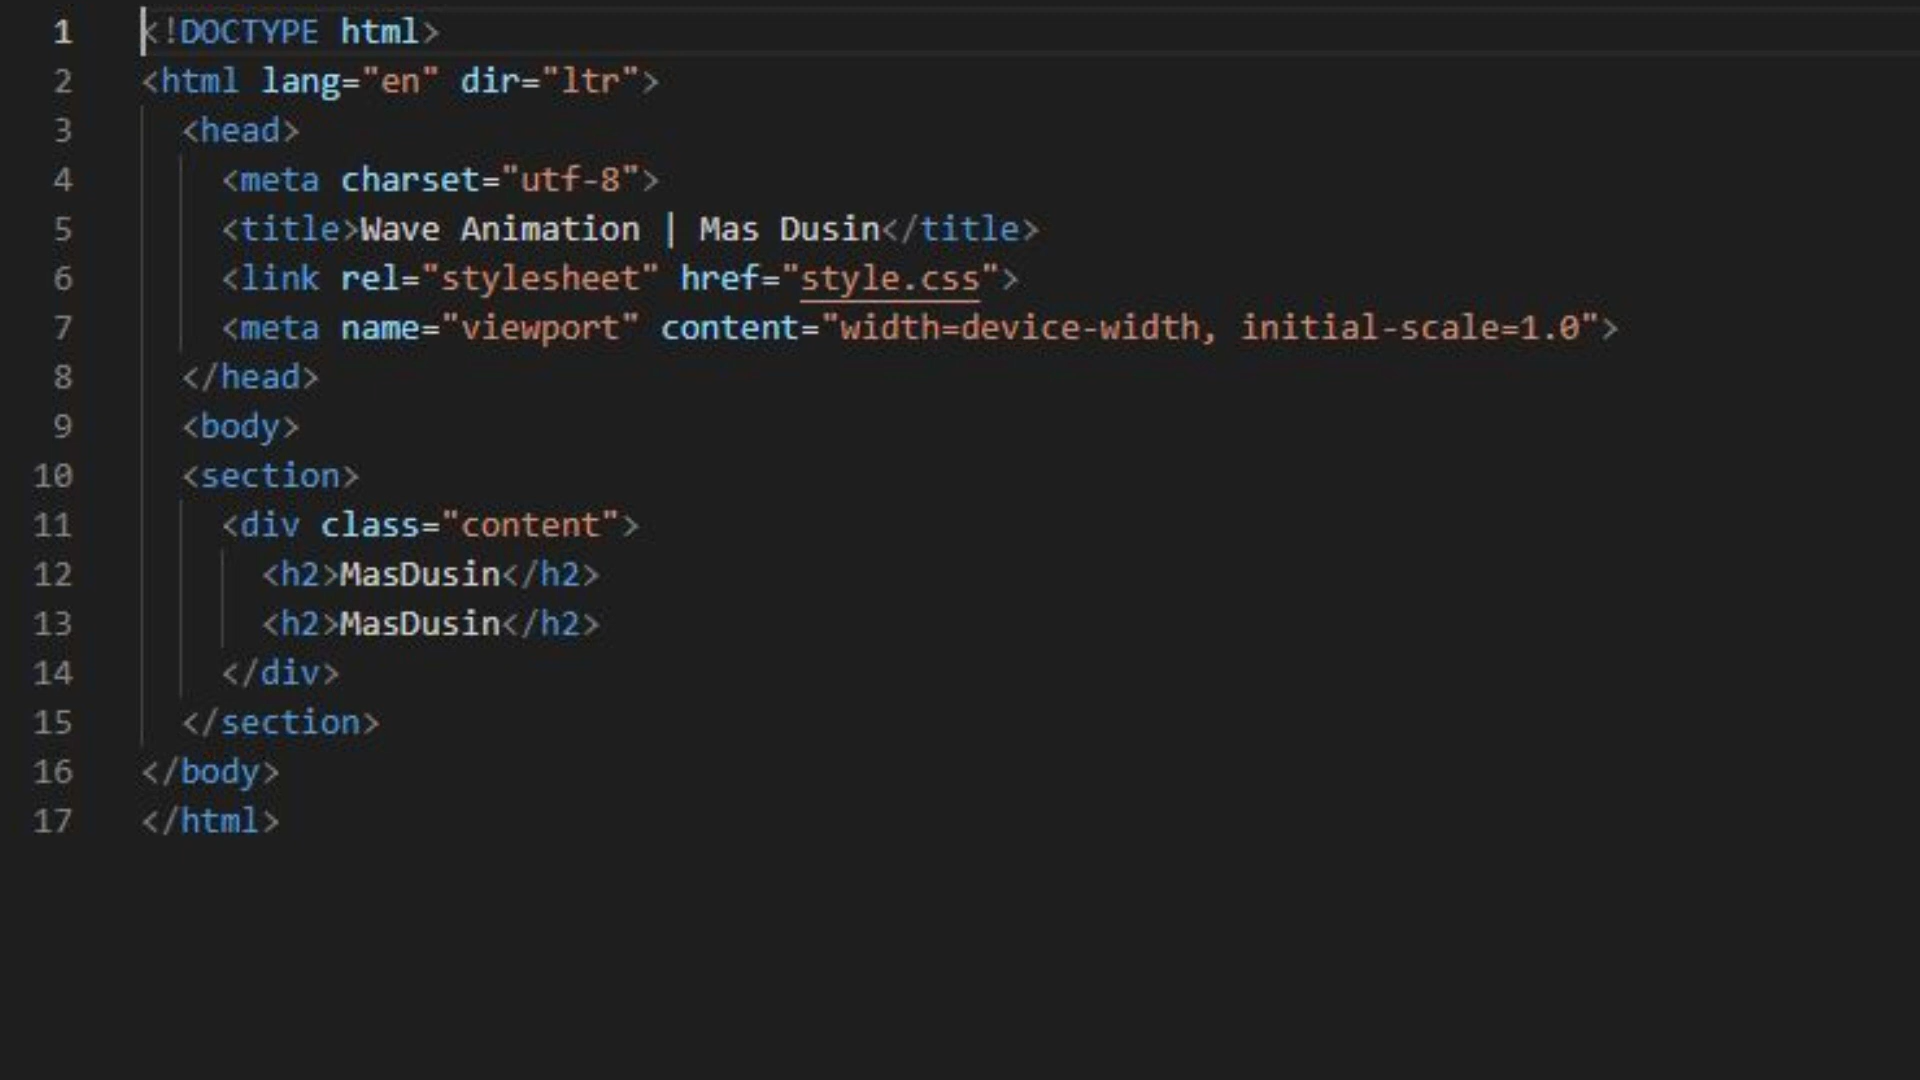 1 <!DOCTYPE html>
2 <html lang="en" dir="ltr">
3 <head>
4 <meta charset="utf-8">
5 <title>Wave Animation | Mas Dusin</title>
6 <link rel="stylesheet" href="style.css">
7 <meta name="viewport" content="width=device-width, initial-scale=1.0">
8 </head>
9 <body>
10 <section>
11 <div class="content">
12 <h2>MasDusin</h2>
13 <h2>MasDusin</h2>
14 </div>
15 </section>
16 </body>
17 </html>